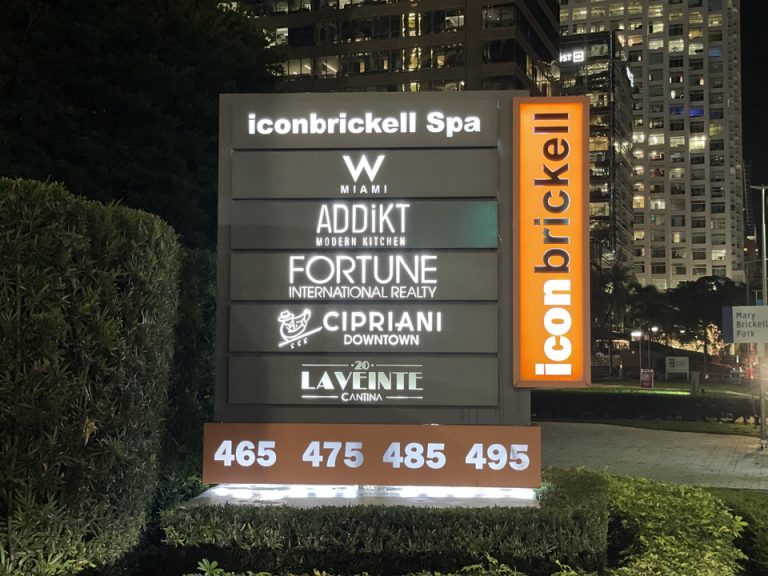 iconbrickell Spa
W
MIAMI
ADDiKT
MODERN KITCHEN
FORTUNE
INTERNATIONAL REALTY
CIPRIANI
DOWNTOWN
20
LAVEINTE
CANTINA
iconbrickell
465 475 485 495
Mary
Brickell
Park